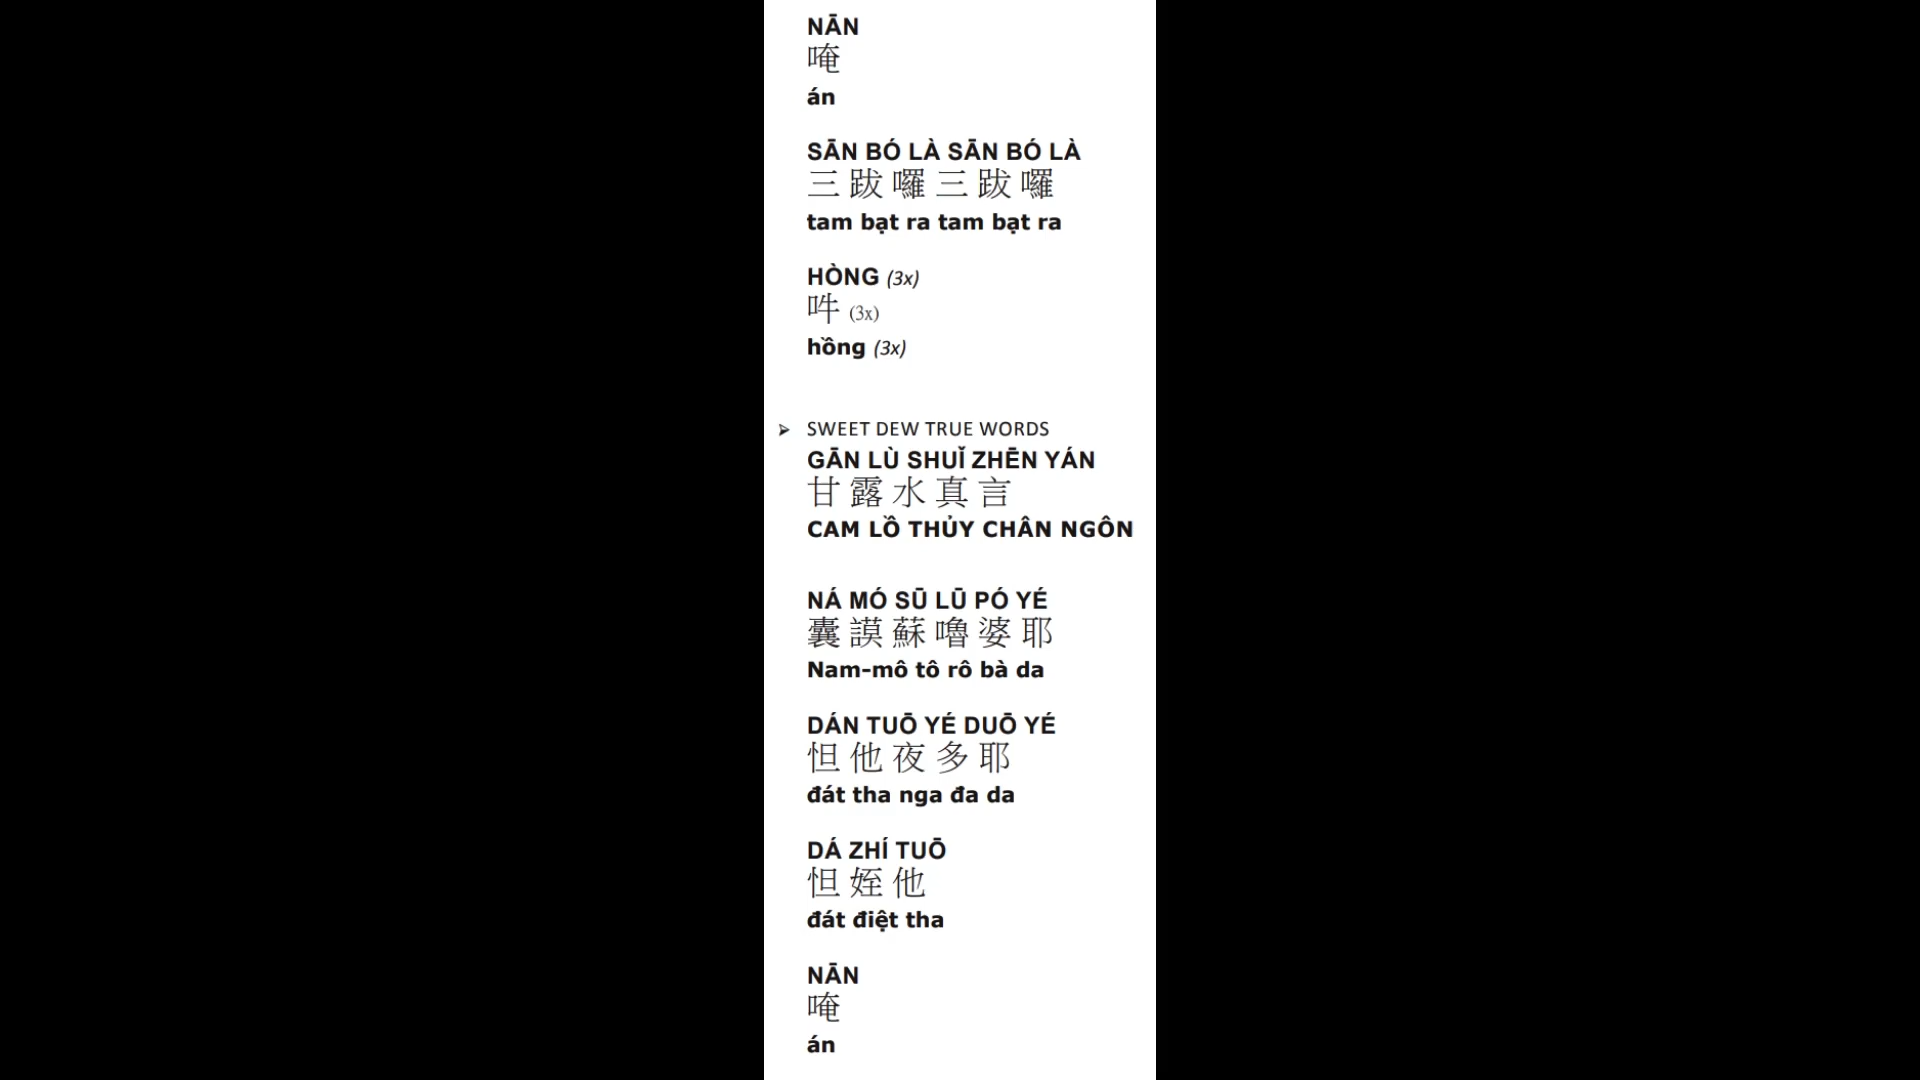 NĀN
唵
án
SĀN BÓ LÀ SĀN BÓ LÀ
三 跋 囉 三 跋 囉
tam bạt ra tam bạt ra
HÒNG (3x)
吽 (3x)
hồng (3x)
➢ SWEET DEW TRUE WORDS
GĀN LÙ SHUǏ ZHĒN YÁN
甘 露 水 真 言
CAM LỒ THỦY CHÂN NGÔN
NÁ MÓ SŪ LŪ PÓ YÉ
曩 謨 蘇 嚕 婆 耶
Nam-mô tô rô bà da
DÁN TUŌ YÉ DUŌ YÉ
怛 他 夜 多 耶
đát tha nga đa da
DÁ ZHÍ TUŌ
怛 姪 他
đát điệt tha
NĀN
唵
án